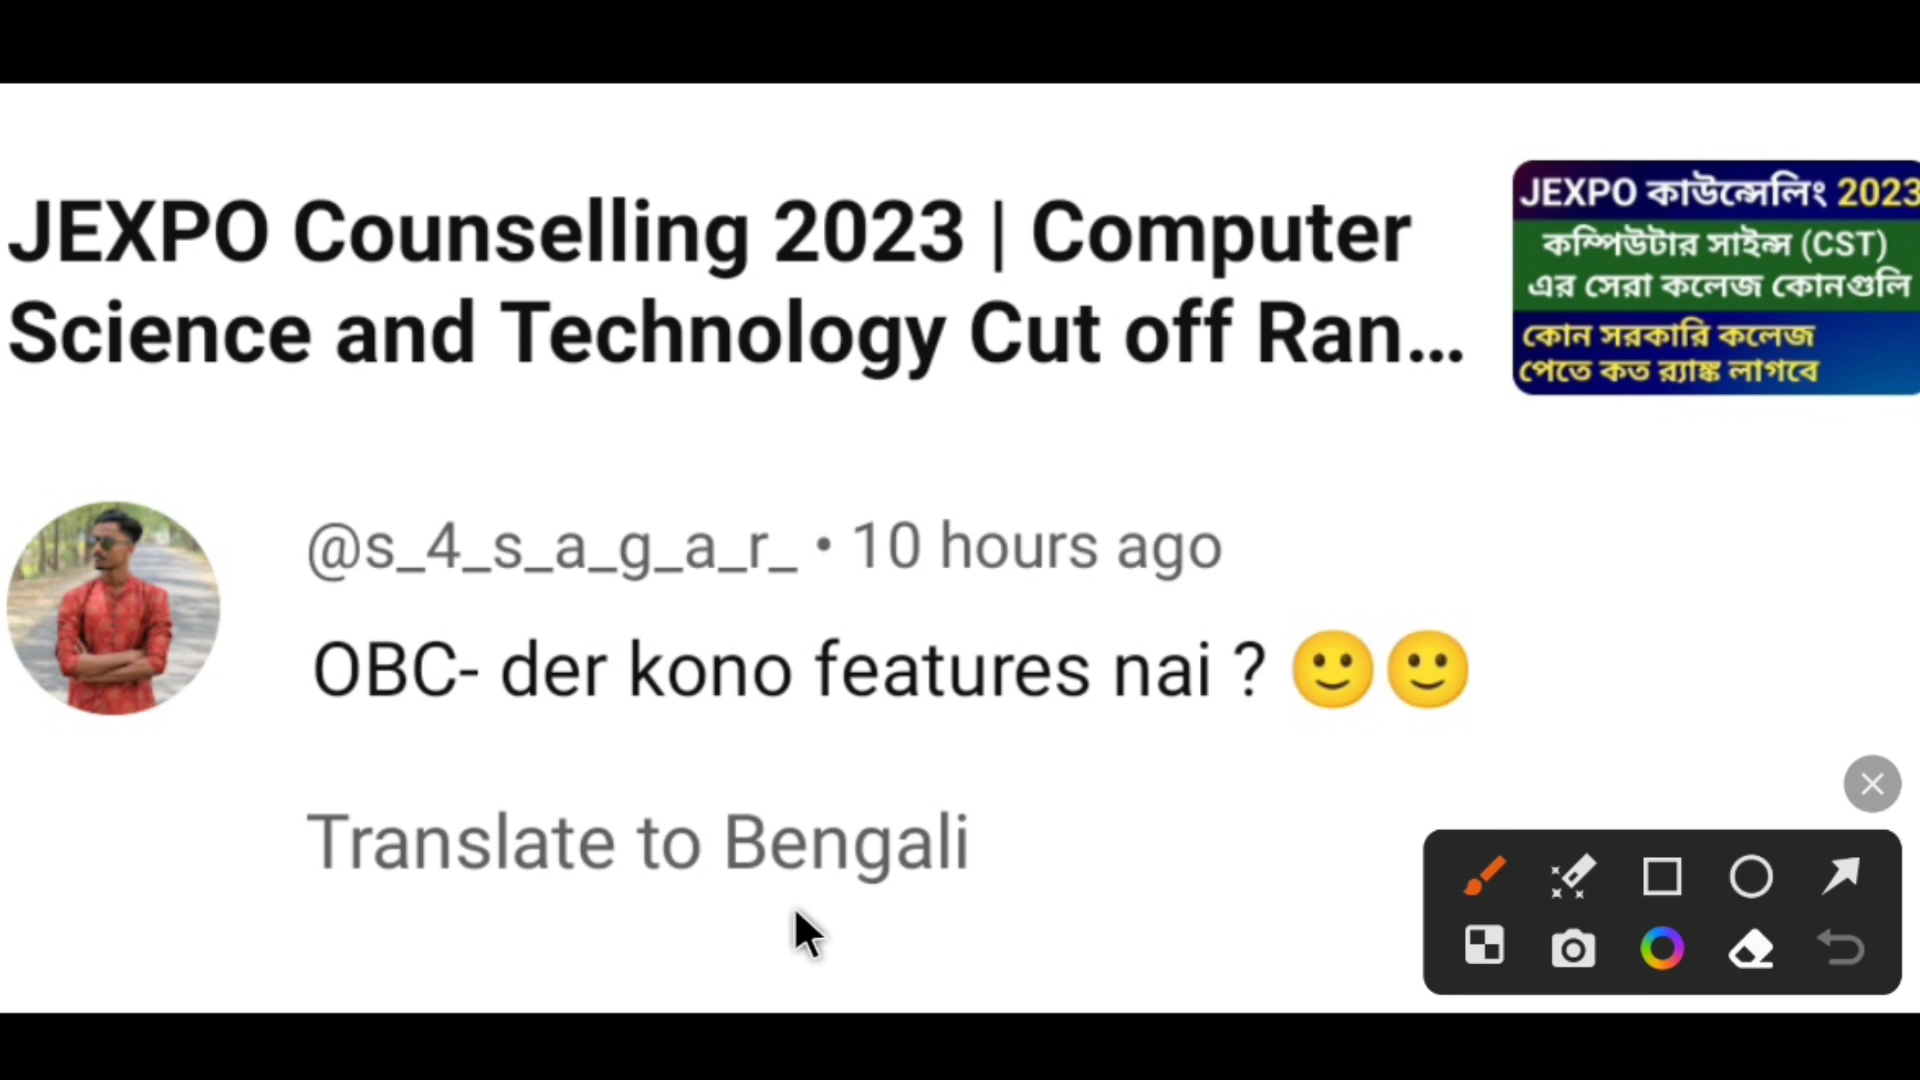 JEXPO Counselling 2023 | Computer
Science and Technology Cut off Ran...
JEXPO কাউন্সেলিং 2023
কম্পিউটার সাইন্স (CST)
এর সেরা কলেজ কোনগুলি
কোন সরকারি কলেজ
পেতে কত র‍্যাঙ্ক লাগবে
@s_4_s_a_g_a_r_ • 10 hours ago
OBC- der kono features nai ? 🙂🙂
Translate to Bengali